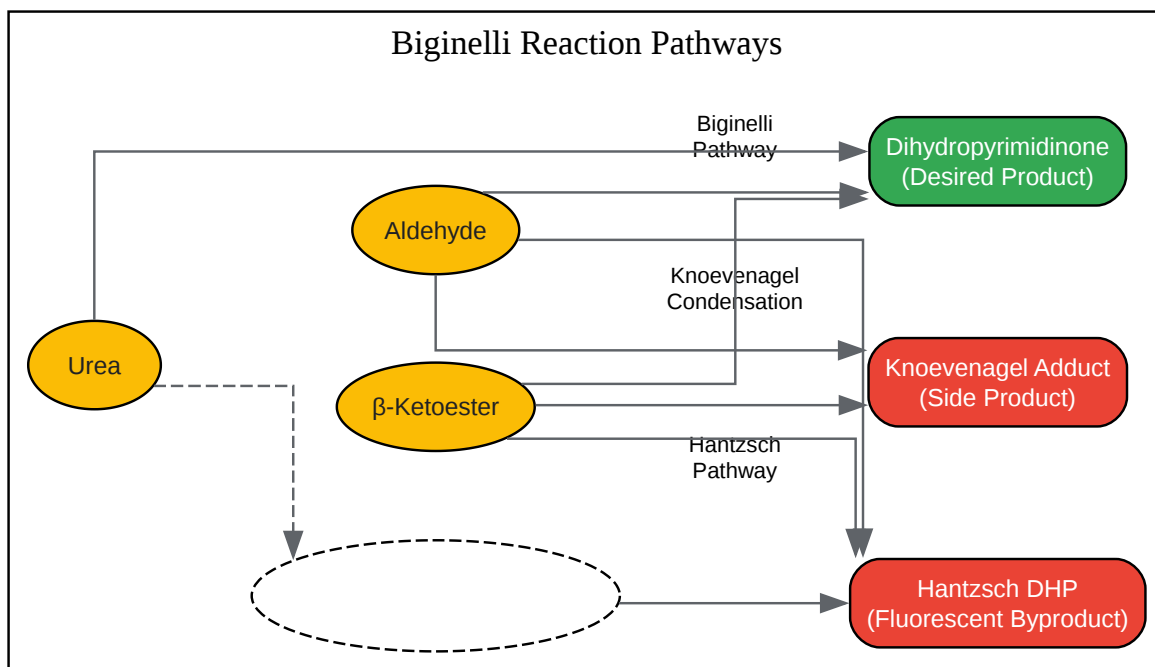 Biginelli Reaction Pathways
Biginelli
Pathway
Dihydropyrimidinone
(Desired Product)
Aldehyde
Knoevenagel
Condensation
Urea
Knoevenagel Adduct
(Side Product)
β-Ketoester
Hantzsch
Pathway
Hantzsch DHP
(Fluorescent Byproduct)